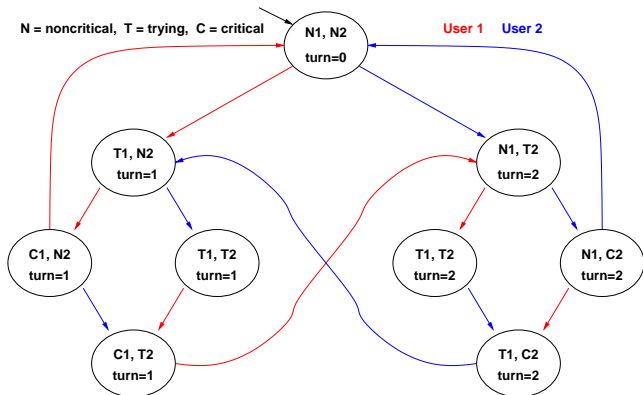 N = noncritical, T = trying, C = critical
User 1
User 2
N1, N2
turn=0
T1, N2
turn=1
N1, T2
turn=2
C1, N2
turn=1
T1, T2
turn=1
T1, T2
turn=2
N1, C2
turn=2
C1, T2
turn=1
T1, C2
turn=2